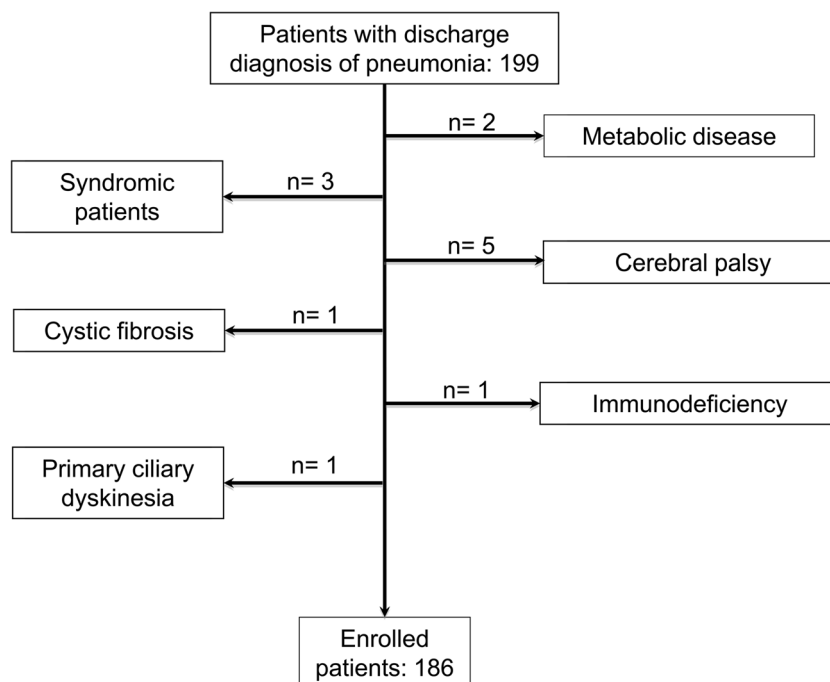 Patients with discharge
diagnosis of pneumonia: 199
n= 2
Metabolic disease
n= 3
Syndromic
patients
n= 5
Cerebral palsy
n= 1
Cystic fibrosis
n= 1
Immunodeficiency
n= 1
Primary ciliary
dyskinesia
Enrolled
patients: 186